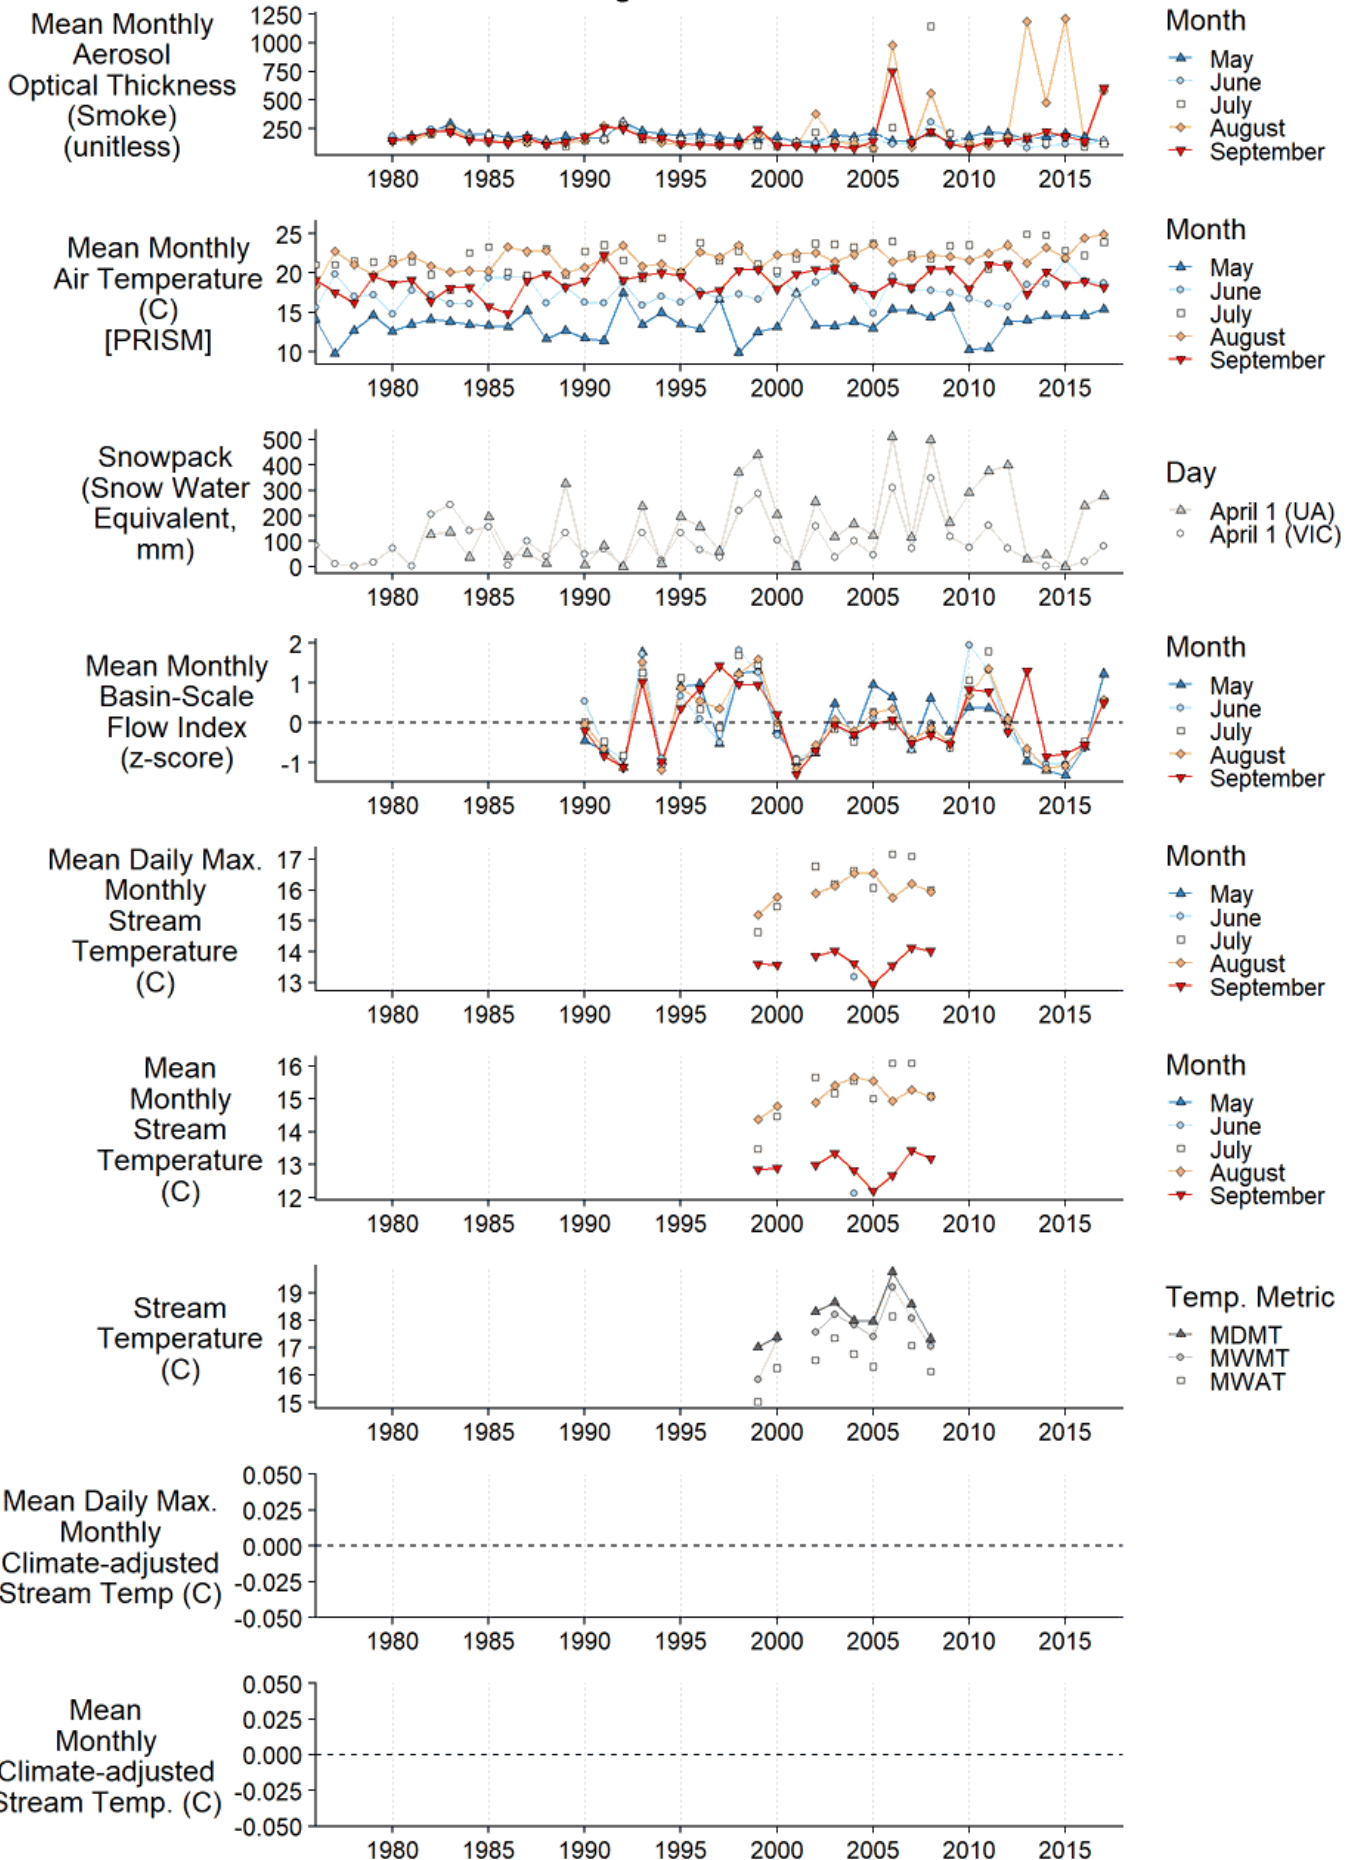 Mean Monthly
Aerosol
Optical Thickness
(Smoke)
(unitless)
1250
1000
750
500
250
1980 1985 1990 1995 2000 2005 2010 2015
Month
May
June
July
August
September
Mean Monthly
Air Temperature
(C)
[PRISM]
25
20
15
10
1980 1985 1990 1995 2000 2005 2010 2015
Month
May
June
July
August
September
Snowpack
(Snow Water
Equivalent,
mm)
500
400
300
200
100
0
1980 1985 1990 1995 2000 2005 2010 2015
Day
April 1 (UA)
April 1 (VIC)
Mean Monthly
Basin-Scale
Flow Index
(z-score)
2
1
0
-1
1980 1985 1990 1995 2000 2005 2010 2015
Month
May
June
July
August
September
Mean Daily Max.
Monthly
Stream
Temperature
(C)
17
16
15
14
13
1980 1985 1990 1995 2000 2005 2010 2015
Month
May
June
July
August
September
Mean
Monthly
Stream
Temperature
(C)
16
15
14
13
12
1980 1985 1990 1995 2000 2005 2010 2015
Month
May
June
July
August
September
Stream
Temperature
(C)
19
18
17
16
15
1980 1985 1990 1995 2000 2005 2010 2015
Temp. Metric
MDMT
MWMT
MWAT
Mean Daily Max.
Monthly
Climate-adjusted
Stream Temp (C)
0.050
0.025
0.000
-0.025
-0.050
1980 1985 1990 1995 2000 2005 2010 2015
Mean
Monthly
Climate-adjusted
Stream Temp. (C)
0.050
0.025
0.000
-0.025
-0.050
1980 1985 1990 1995 2000 2005 2010 2015